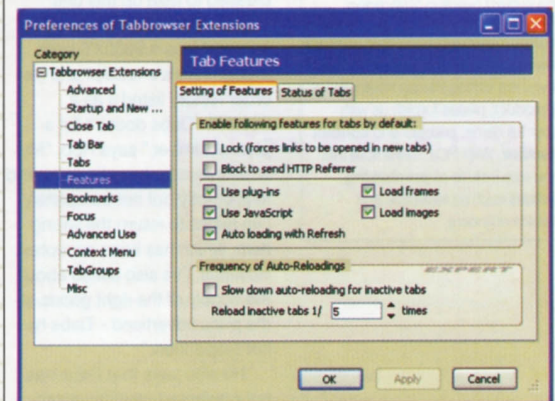 Preferences of Tabbrowser Extensions
Category
Tabbrowser Extensions
Advanced
Startup and New ...
Close Tab
Tab Bar
Tabs
Features
Bookmarks
Focus
Advanced Use
Context Menu
TabGroups
Misc
Tab Features
Setting of Features
Status of Tabs
Enable following features for tabs by default:
Lock (forces links to be opened in new tabs)
Block to send HTTP Referrer
Use plug-ins
Load frames
Use JavaScript
Load images
Auto loading with Refresh
Frequency of Auto-Reloadings
EXPERT
Slow down auto-reloading for inactive tabs
Reload inactive tabs 1/ 5 times
OK
Apply
Cancel